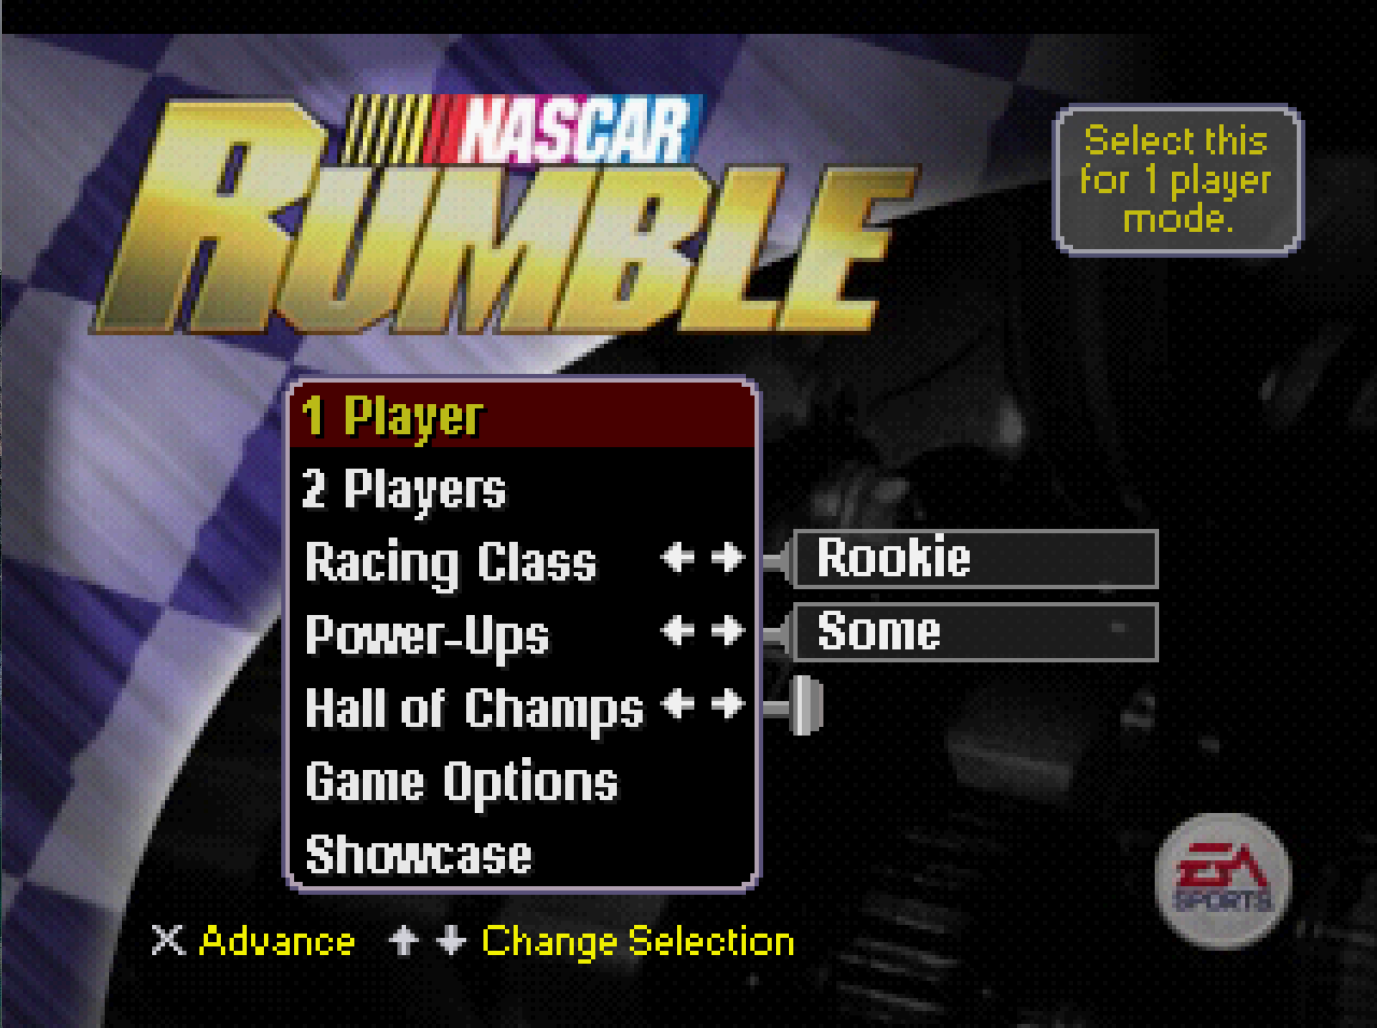 NASCAR
RUMBLE
Select this
for 1 player
mode.
1 Player
2 Players
Racing Class
Rookie
Power-Ups
Some
Hall of Champs
Game Options
Showcase
EA
SPORTS
X Advance Change Selection